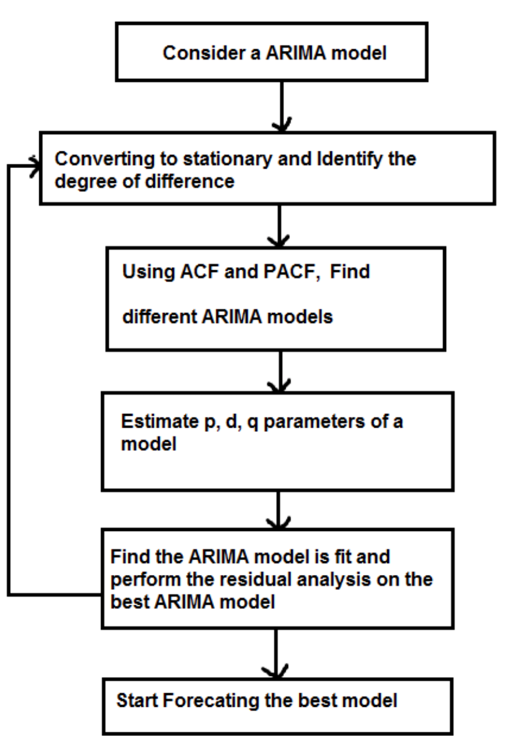 Consider a ARIMA model
Converting to stationary and Identify the
degree of difference
Using ACF and PACF, Find
different ARIMA models
Estimate p, d, q parameters of a
model
Find the ARIMA model is fit and
perform the residual analysis on the
best ARIMA model
Start Forecating the best model